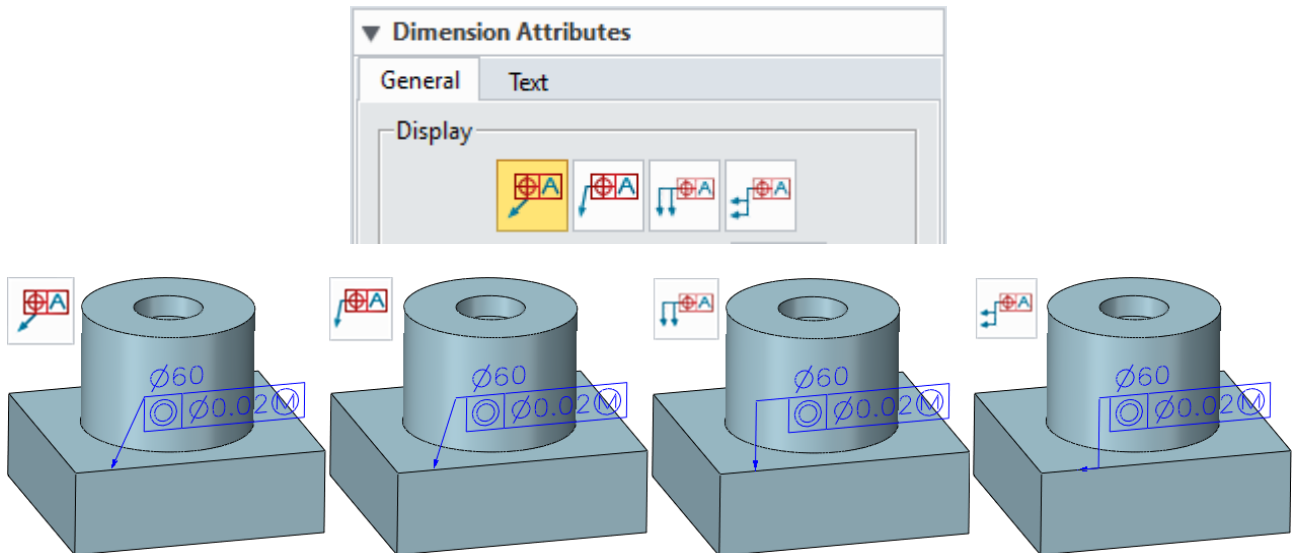 Dimension Attributes
General Text
Display
A A A A
A A A A
Ø60 Ø60 Ø60 Ø60
◎ Ø0.02Ⓜ ◎ Ø0.02Ⓜ ◎ Ø0.02Ⓜ ◎ Ø0.02Ⓜ